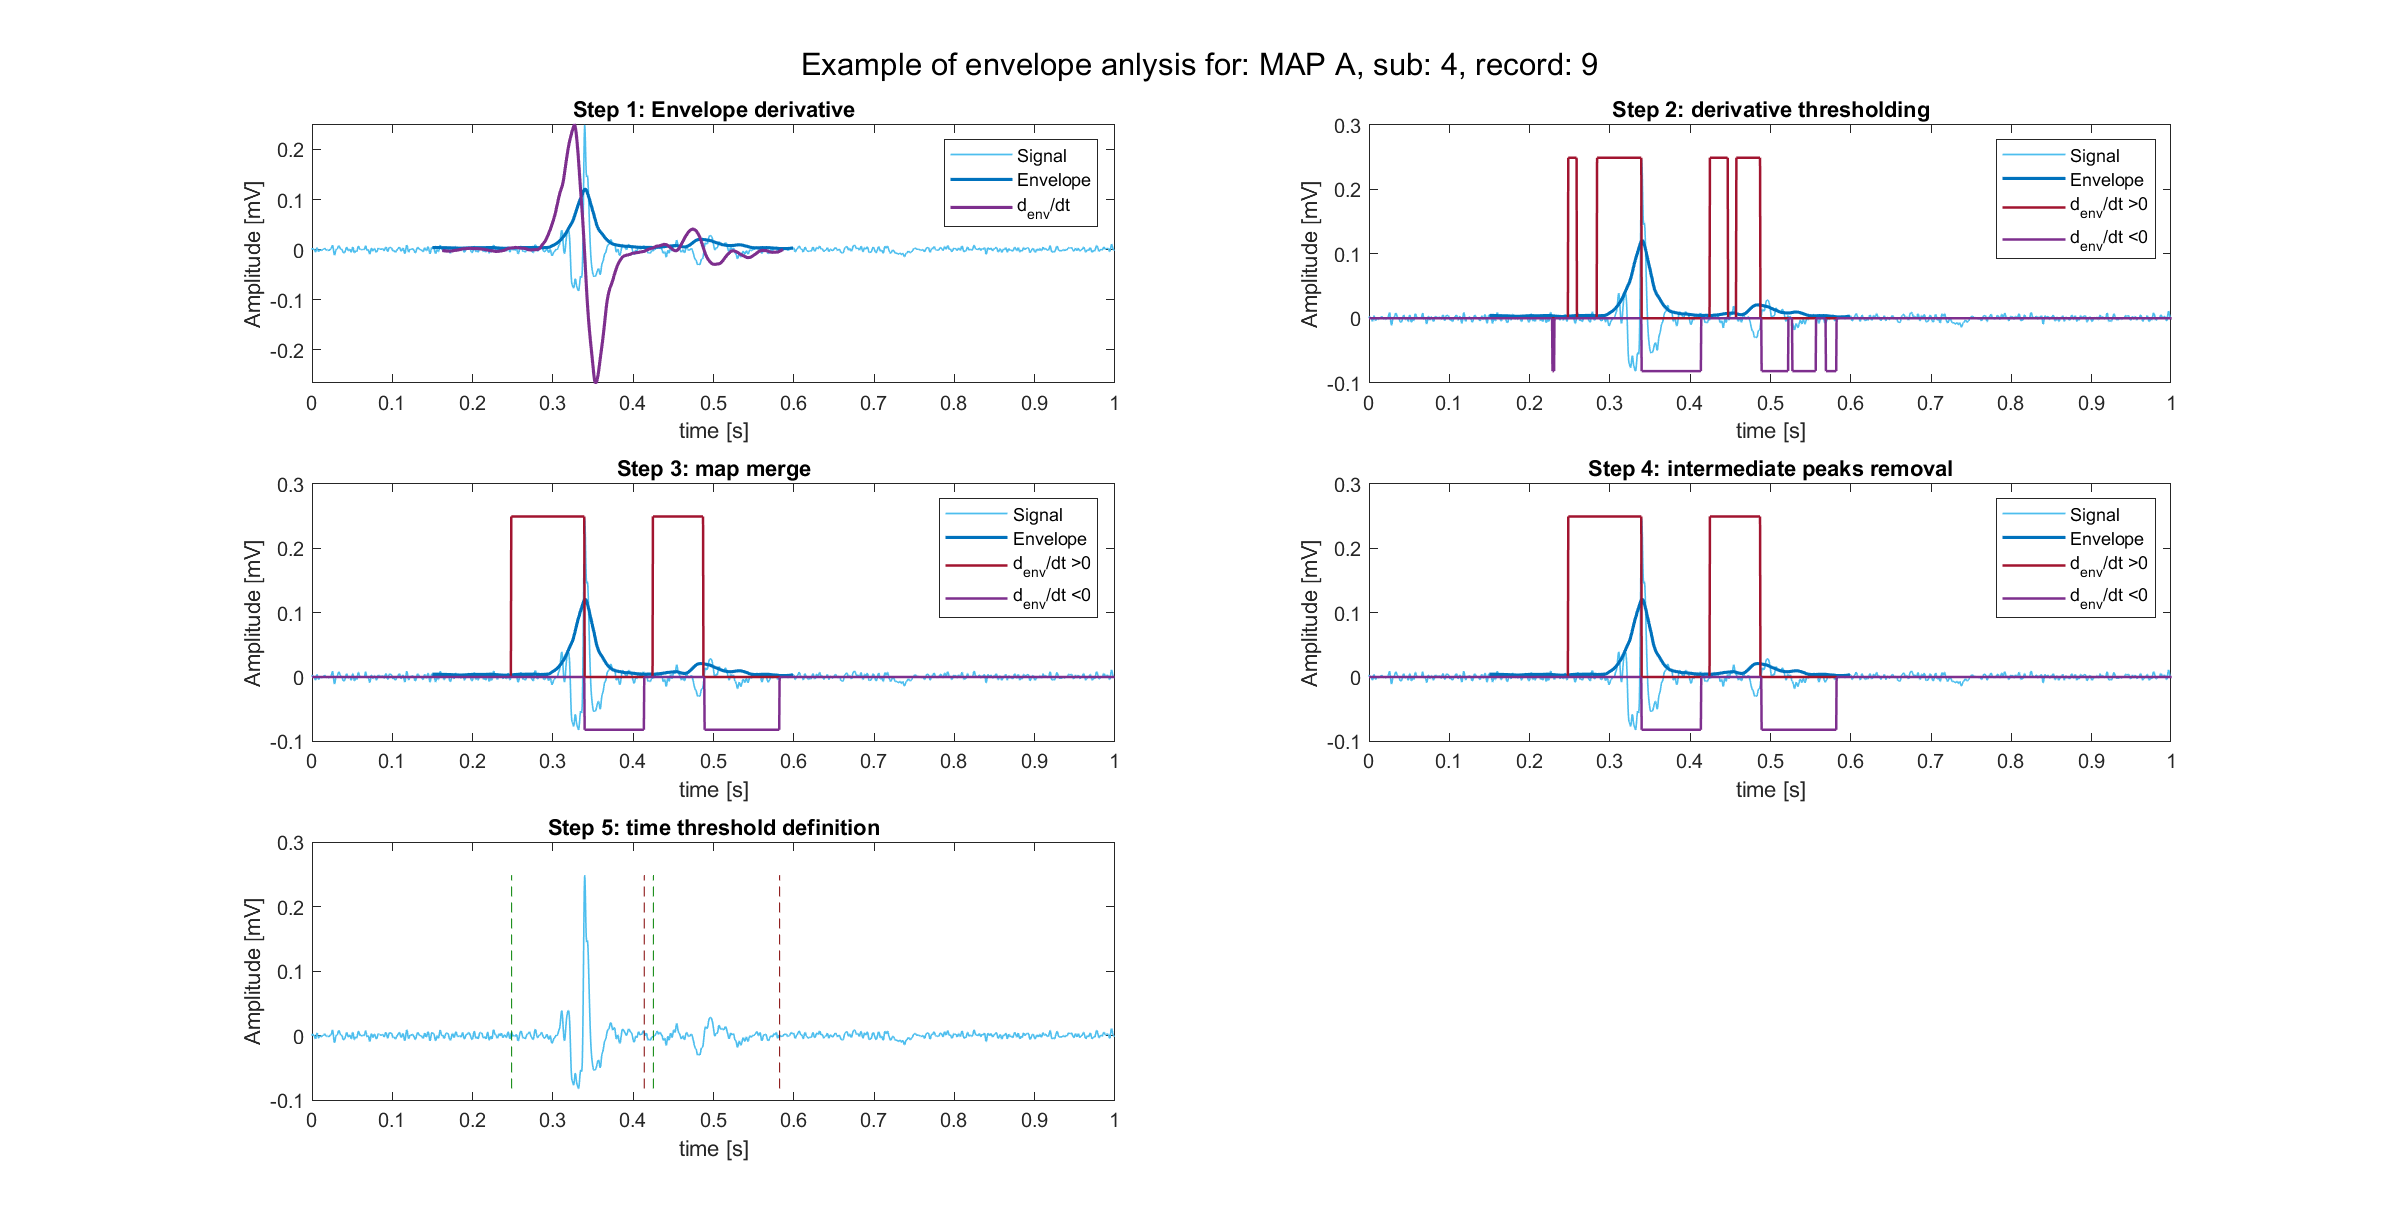 Example of envelope anlysis for: MAP A, sub: 4, record: 9
Step 1: Envelope derivative
Amplitude [mV]
0.2
0.1
0
-0.1
-0.2
0 0.1 0.2 0.3 0.4 0.5 0.6 0.7 0.8 0.9 1
time [s]
Signal
Envelope
d_env/dt
Step 2: derivative thresholding
Amplitude [mV]
0.3
0.2
0.1
0
-0.1
0 0.1 0.2 0.3 0.4 0.5 0.6 0.7 0.8 0.9 1
time [s]
Signal
Envelope
d_env/dt >0
d_env/dt <0
Step 3: map merge
Amplitude [mV]
0.3
0.2
0.1
0
-0.1
0 0.1 0.2 0.3 0.4 0.5 0.6 0.7 0.8 0.9 1
time [s]
Signal
Envelope
d_env/dt >0
d_env/dt <0
Step 4: intermediate peaks removal
Amplitude [mV]
0.3
0.2
0.1
0
-0.1
0 0.1 0.2 0.3 0.4 0.5 0.6 0.7 0.8 0.9 1
time [s]
Signal
Envelope
d_env/dt >0
d_env/dt <0
Step 5: time threshold definition
Amplitude [mV]
0.3
0.2
0.1
0
-0.1
0 0.1 0.2 0.3 0.4 0.5 0.6 0.7 0.8 0.9 1
time [s]